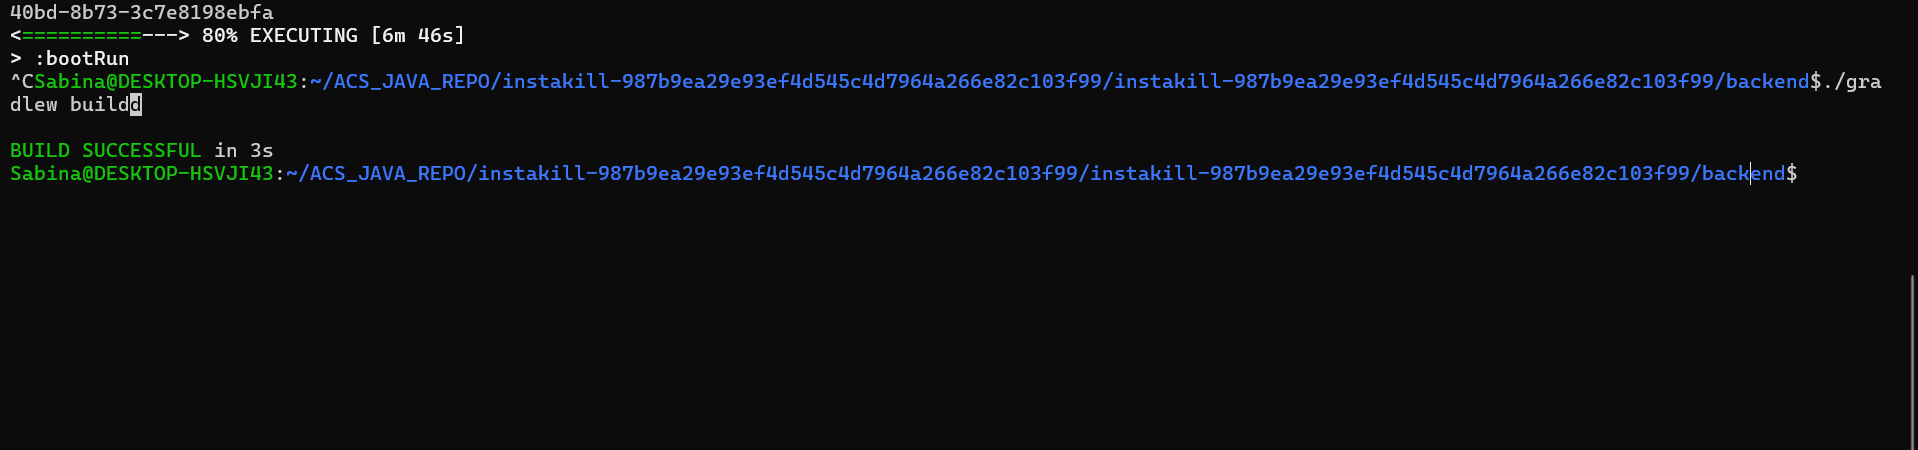 40bd-8b73-3c7e8198ebfa
<==========---> 80% EXECUTING [6m 46s]
> :bootRun
^CSabina@DESKTOP-HSVJI43:~/ACS_JAVA_REPO/instakill-987b9ea29e93ef4d545c4d7964a266e82c103f99/instakill-987b9ea29e93ef4d545c4d7964a266e82c103f99/backend$./gra
dlew buildd
BUILD SUCCESSFUL in 3s
Sabina@DESKTOP-HSVJI43:~/ACS_JAVA_REPO/instakill-987b9ea29e93ef4d545c4d7964a266e82c103f99/instakill-987b9ea29e93ef4d545c4d7964a266e82c103f99/backend$